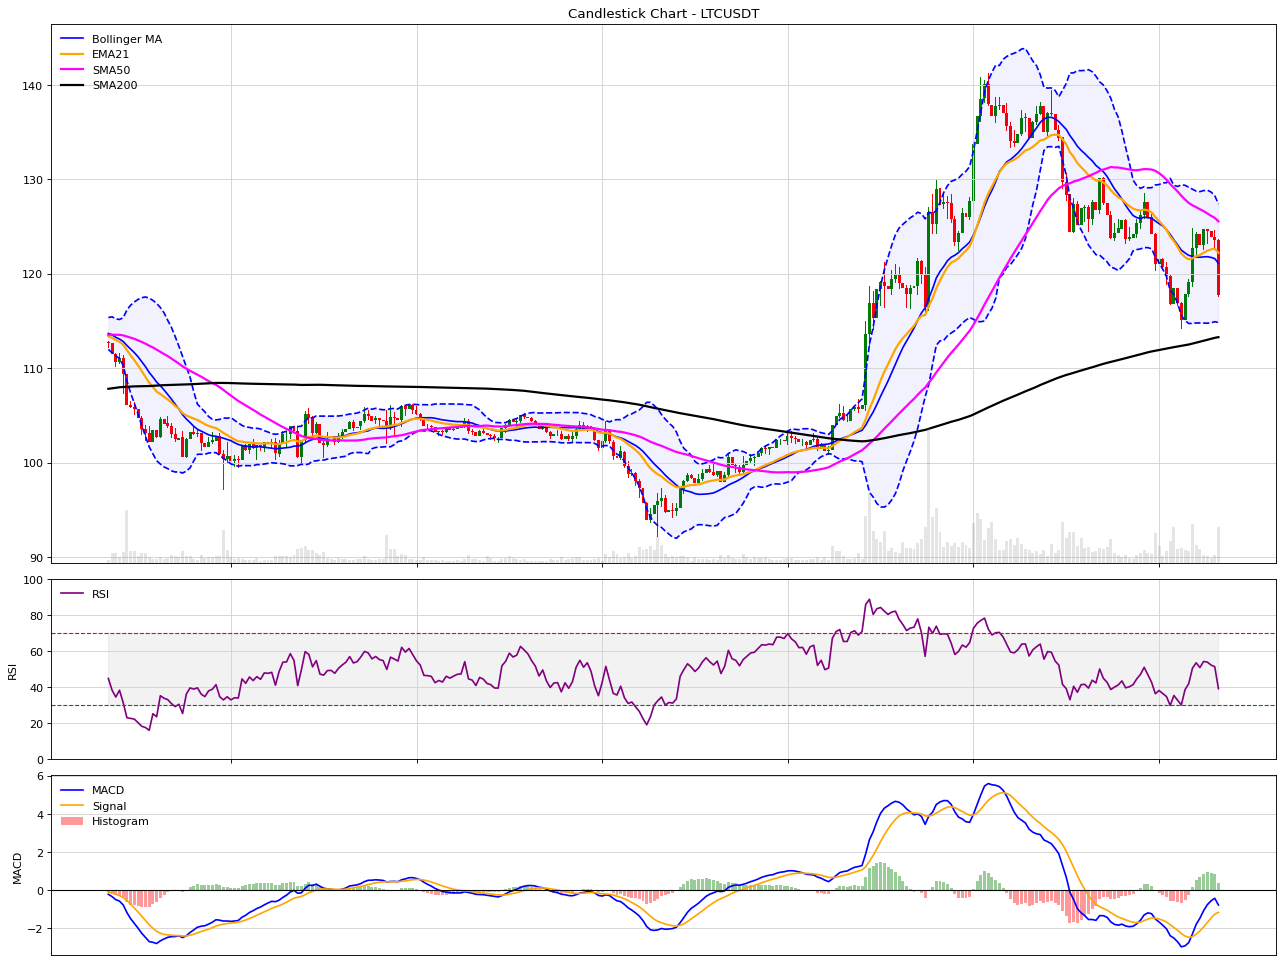 Candlestick Chart - LTCUSDT
Bollinger MA
EMA21
SMA50
SMA200
140
130
120
110
100
90
100
80
60
40
20
0
RSI
RSI
6
4
2
0
−2
MACD
MACD
Signal
Histogram